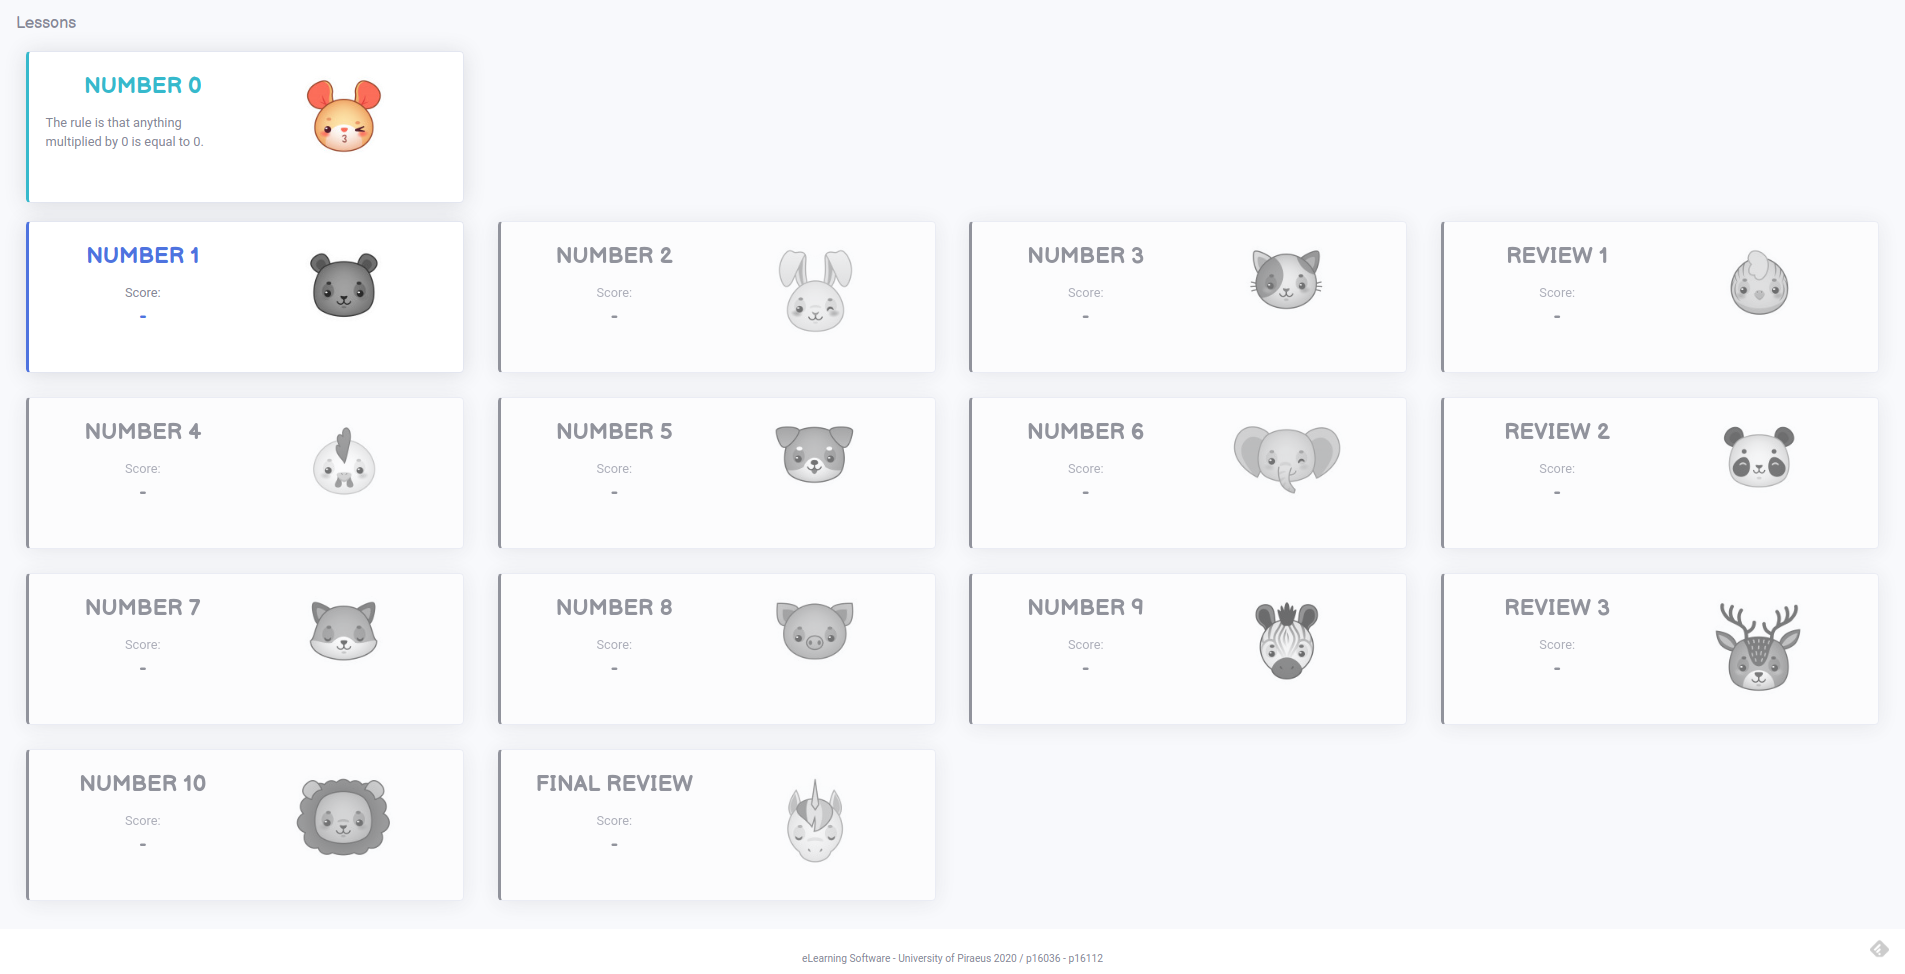 Lessons
NUMBER 0
The rule is that anything
multiplied by 0 is equal to 0.
NUMBER 1
Score:
-
NUMBER 2
Score:
-
NUMBER 3
Score:
-
REVIEW 1
Score:
-
NUMBER 4
Score:
-
NUMBER 5
Score:
-
NUMBER 6
Score:
-
REVIEW 2
Score:
-
NUMBER 7
Score:
-
NUMBER 8
Score:
-
NUMBER 9
Score:
-
REVIEW 3
Score:
-
NUMBER 10
Score:
-
FINAL REVIEW
Score:
-
eLearning Software - University of Piraeus 2020 / p16036 - p16112